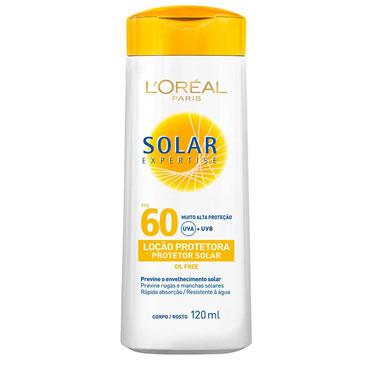 L'ORÉAL
PARIS
SOLAR
EXPERTISE
FPS
60
MUITO ALTA PROTEÇÃO
UVA + UVB
LOÇÃO PROTETORA
PROTETOR SOLAR
OIL FREE
Previne o envelhecimento solar
Previne rugas e manchas solares
Rápida absorção / Resistente à água
CORPO / ROSTO 120 ml